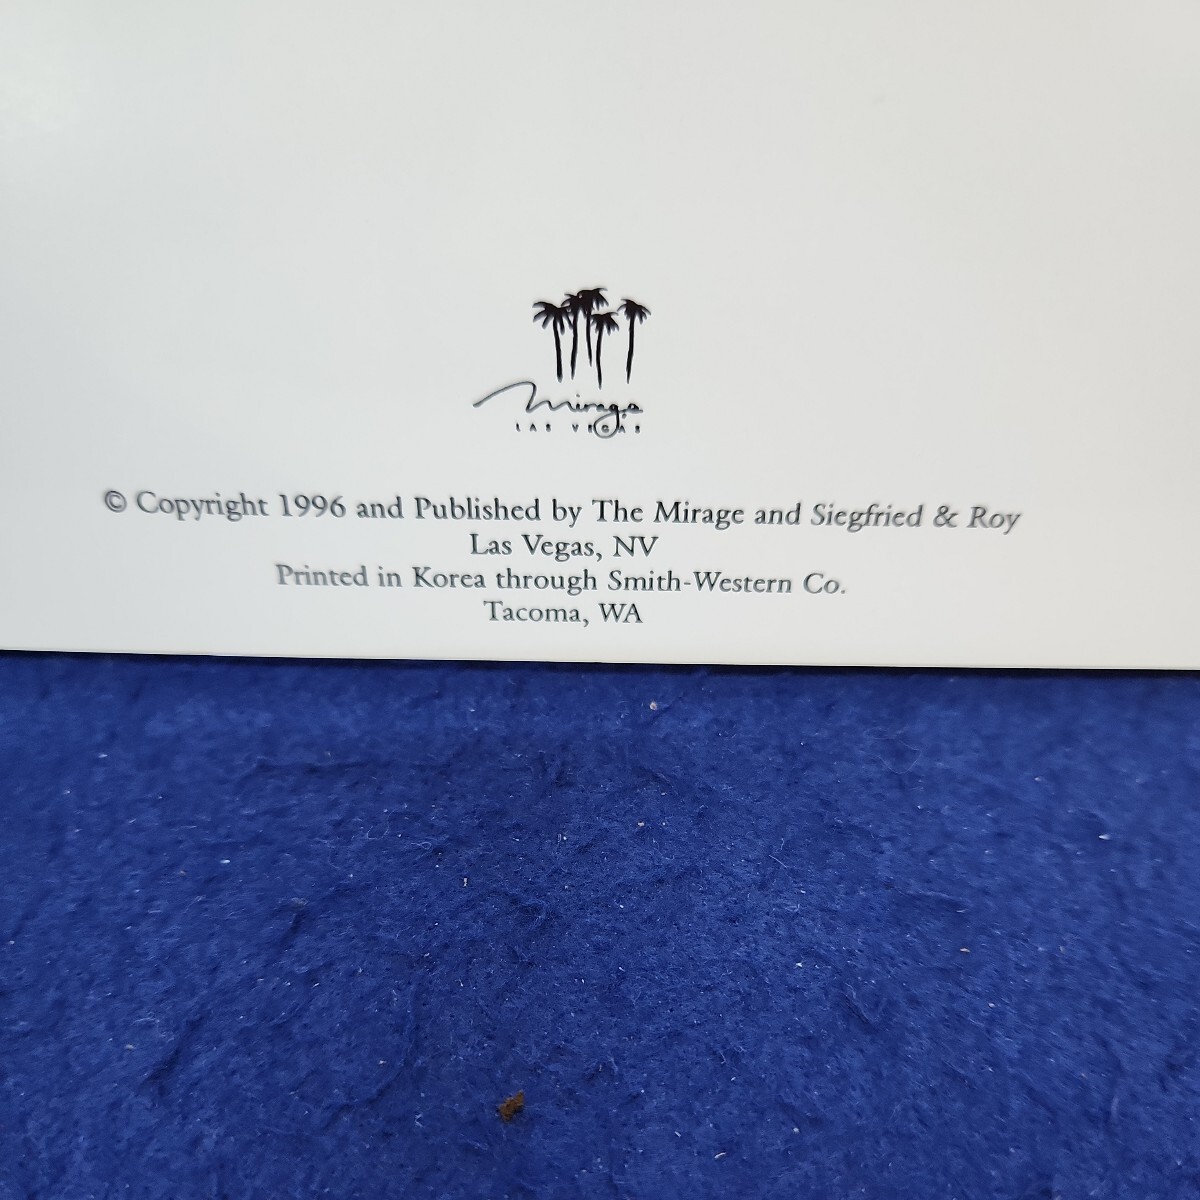 Mirage
LAS VEGAS
© Copyright 1996 and Published by The Mirage and Siegfried & Roy
Las Vegas, NV
Printed in Korea through Smith-Western Co.
Tacoma, WA